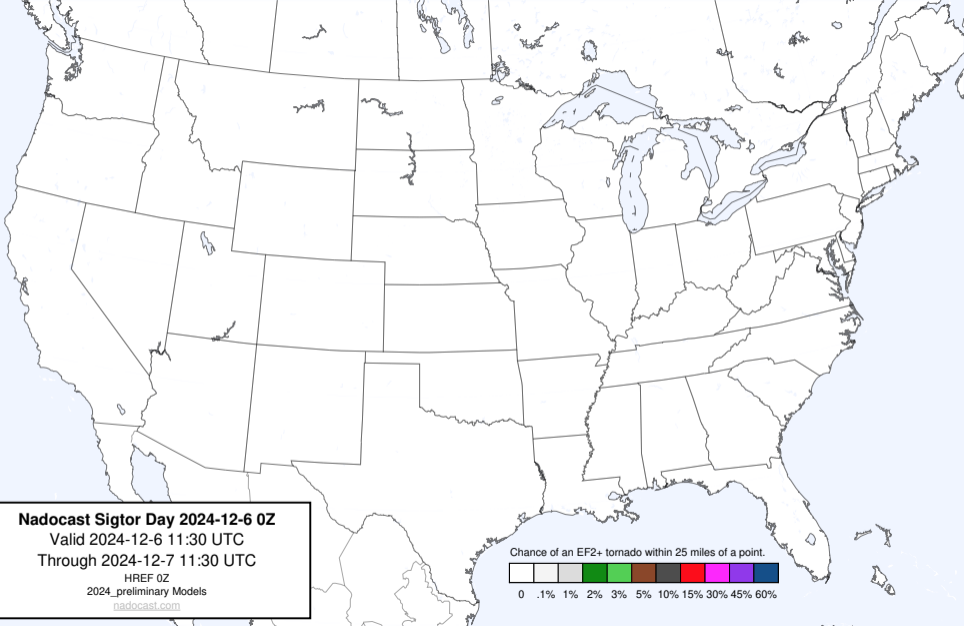 Nadocast Sigtor Day 2024-12-6 0Z
Valid 2024-12-6 11:30 UTC
Through 2024-12-7 11:30 UTC
HREF 0Z
2024_preliminary Models
nadocast.com
Chance of an EF2+ tornado within 25 miles of a point.
0 .1% 1% 2% 3% 5% 10% 15% 30% 45% 60%